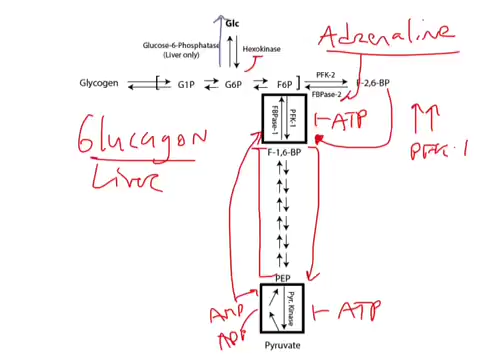 Glc
Adrenaline
Glucose-6-Phosphatase
(Liver only)
Hexokinase
PFK-2
Glycogen
G1P
G6P
F6P
F-2,6-BP
FBPase-2
FBPase-1
PFK-1
ATP
Glucagon
Liver
PFK-1
F-1,6-BP
PEP
AMP
ADP
Pyr. Kinase
ATP
Pyruvate